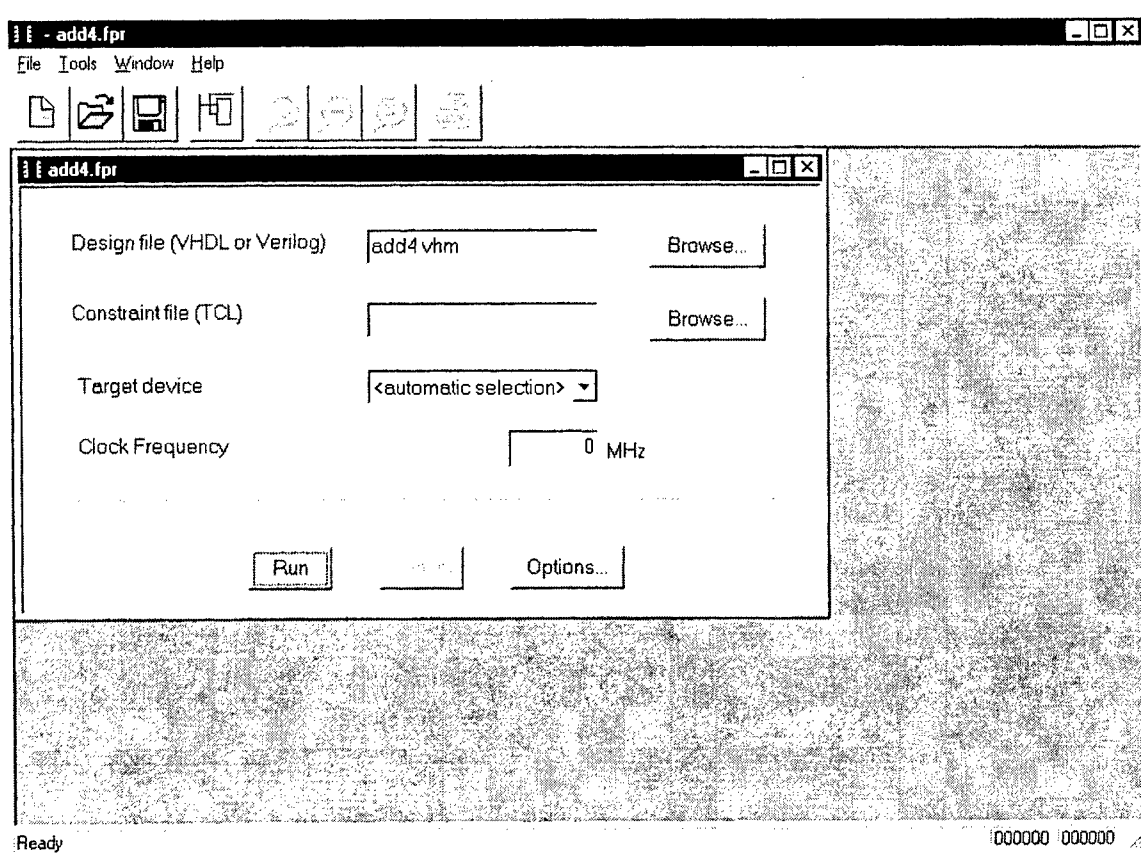 - add4.fpr
File Tools Window Help
add4.fpr
Design file (VHDL or Verilog) add4 vhm Browse...
Constraint file (TCL) Browse...
Target device <automatic selection>
Clock Frequency 0 MHz
Run Options...
Ready 000000 000000